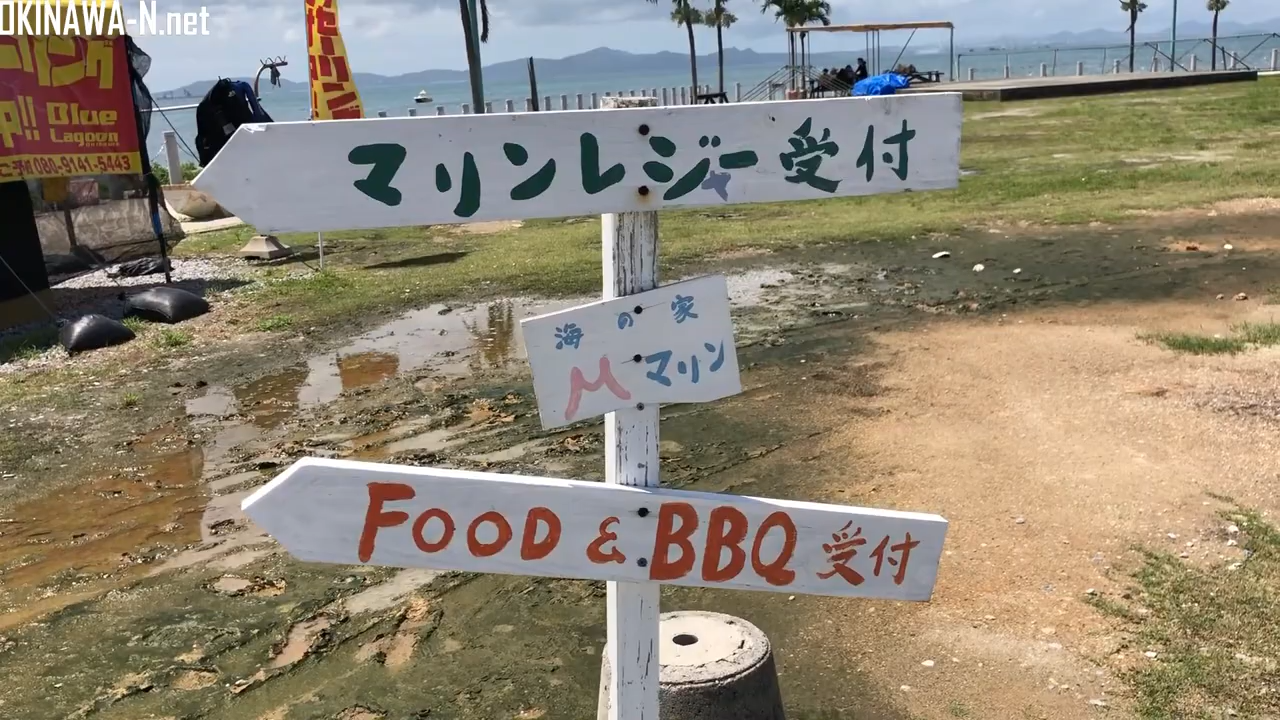 OKINAWA-N.net
Blue
Lagoon
080-9141-5443
マリンレジャー受付
海の家
M マリン
FOOD & BBQ 受付